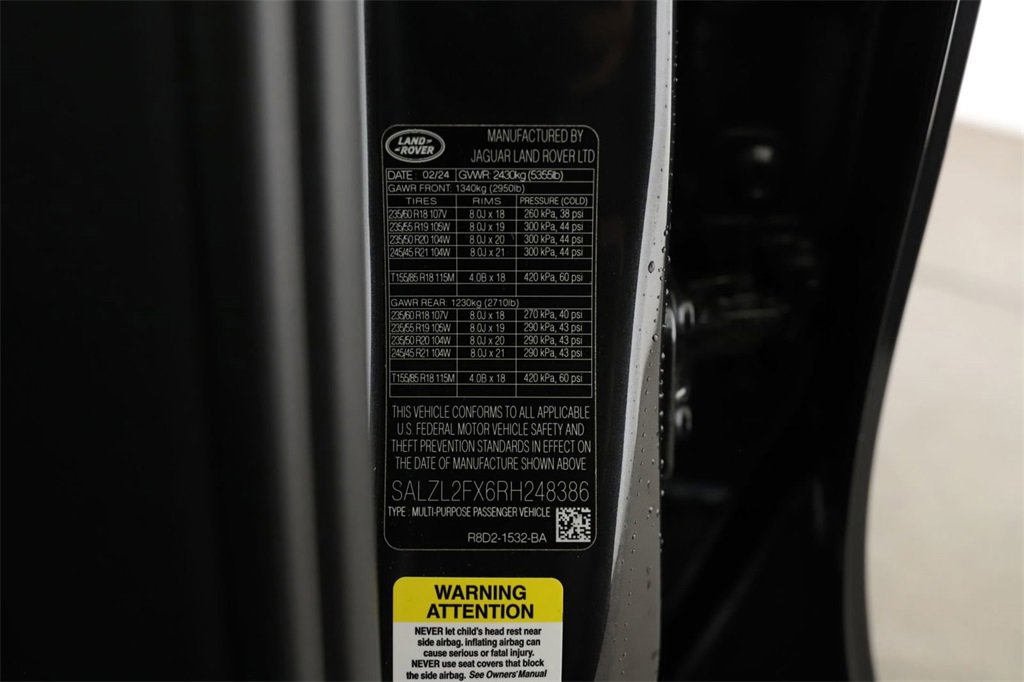 LAND ROVER
MANUFACTURED BY
JAGUAR LAND ROVER LTD
DATE : 02/24 GVWR: 2430kg (5355lb)
GAWR FRONT: 1340kg (2950lb)
TIRES RIMS PRESSURE (COLD)
235/60 R18 107V 8.0J x 18 260 kPa, 38 psi
235/55 R19 105W 8.0J x 19 300 kPa, 44 psi
235/50 R20 104W 8.0J x 20 300 kPa, 44 psi
245/45 R21 104W 8.0J x 21 300 kPa, 44 psi
T155/85 R18 115M 4.0B x 18 420 kPa, 60 psi
GAWR REAR: 1230kg (2710lb)
235/60 R18 107V 8.0J x 18 270 kPa, 40 psi
235/55 R19 105W 8.0J x 19 290 kPa, 43 psi
235/50 R20 104W 8.0J x 20 290 kPa, 43 psi
245/45 R21 104W 8.0J x 21 290 kPa, 43 psi
T155/85 R18 115M 4.0B x 18 420 kPa, 60 psi
THIS VEHICLE CONFORMS TO ALL APPLICABLE
U.S. FEDERAL MOTOR VEHICLE SAFETY AND
THEFT PREVENTION STANDARDS IN EFFECT ON
THE DATE OF MANUFACTURE SHOWN ABOVE
SALZL2FX6RH248386
TYPE : MULTI-PURPOSE PASSENGER VEHICLE
R8D2-1532-BA
WARNING
ATTENTION
NEVER let child's head rest near
side airbag. inflating airbag can
cause serious or fatal injury.
NEVER use seat covers that block
the side airbag. See Owners' Manual